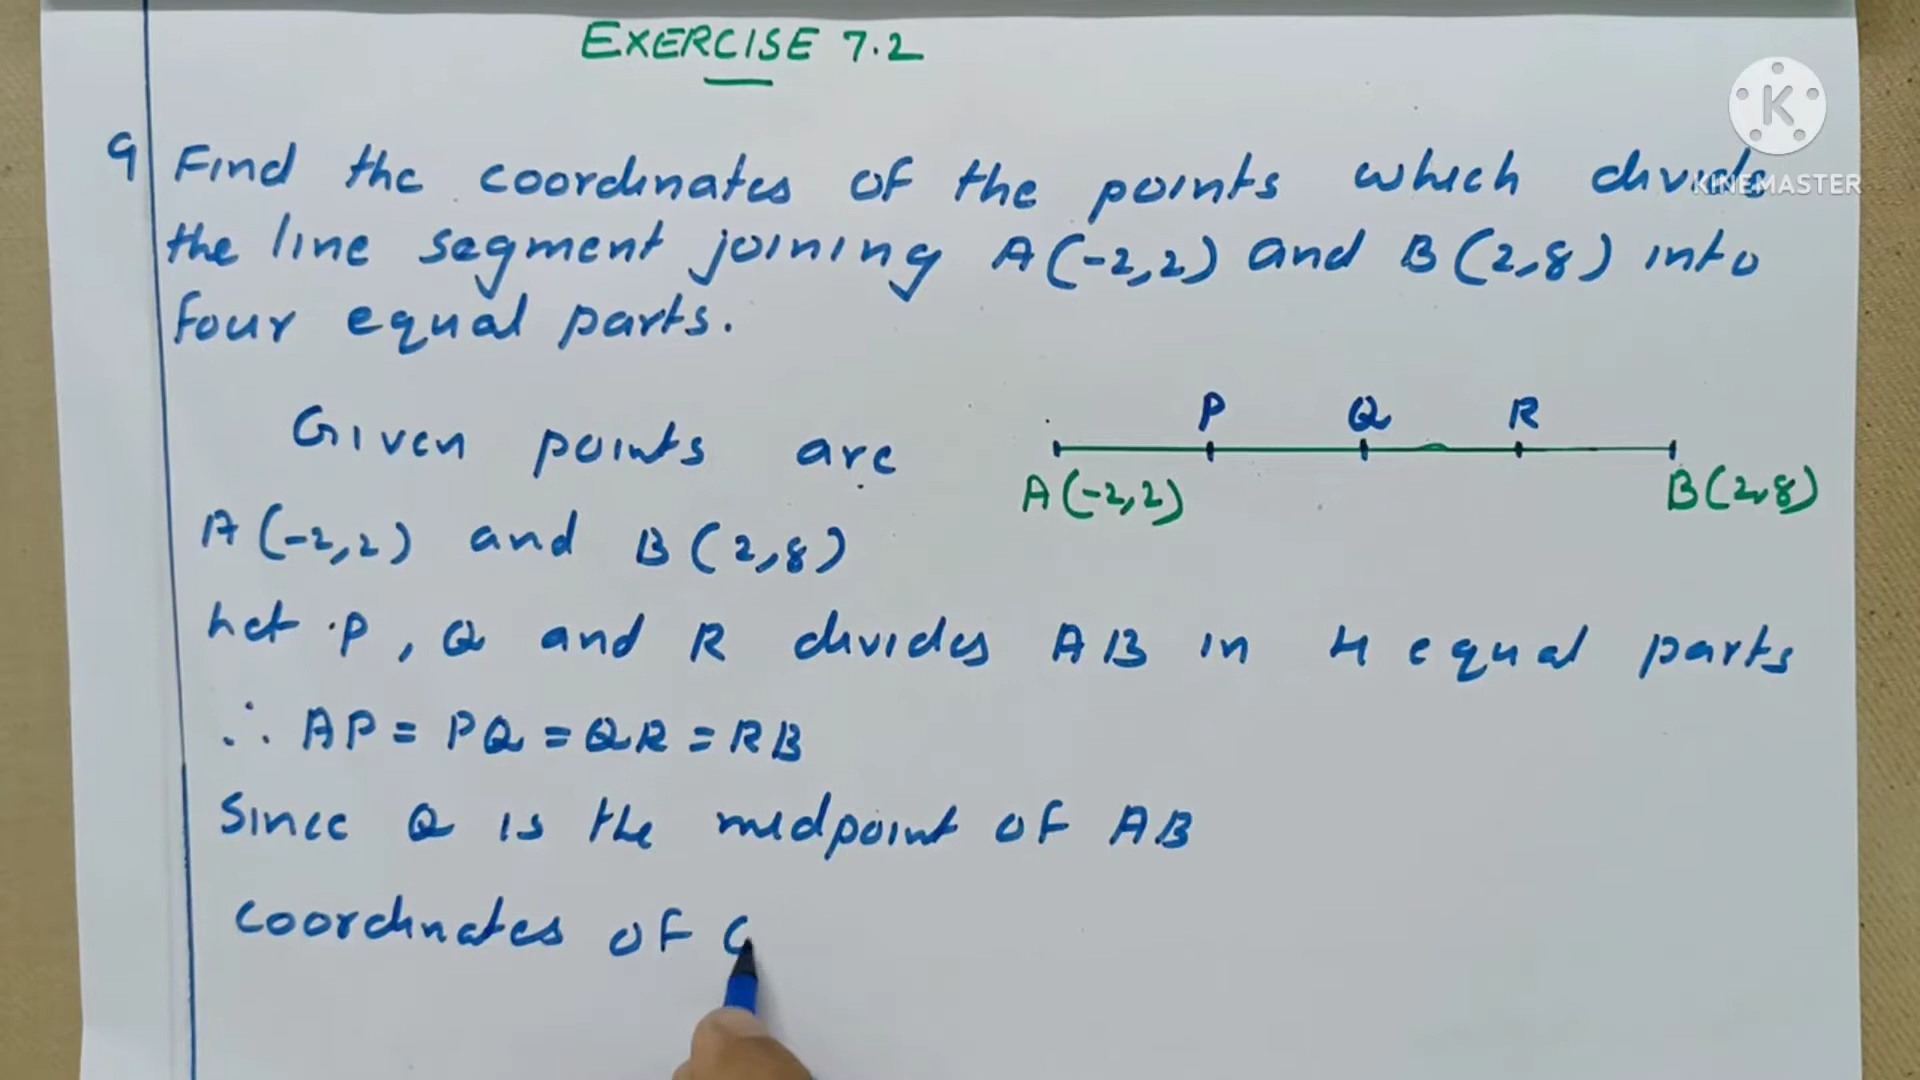 EXERCISE 7.2
K
KINEMASTER
9 Find the coordinates of the points which divides
the line segment joining A(-2,2) and B(2,8) into
four equal parts.
P Q R
A(-2,2) B(2,8)
Given points are
A(-2,2) and B(2,8)
Let P, Q and R divides AB in 4 equal parts
∴ AP = PQ = QR = RB
Since Q is the midpoint of AB
coordinates of